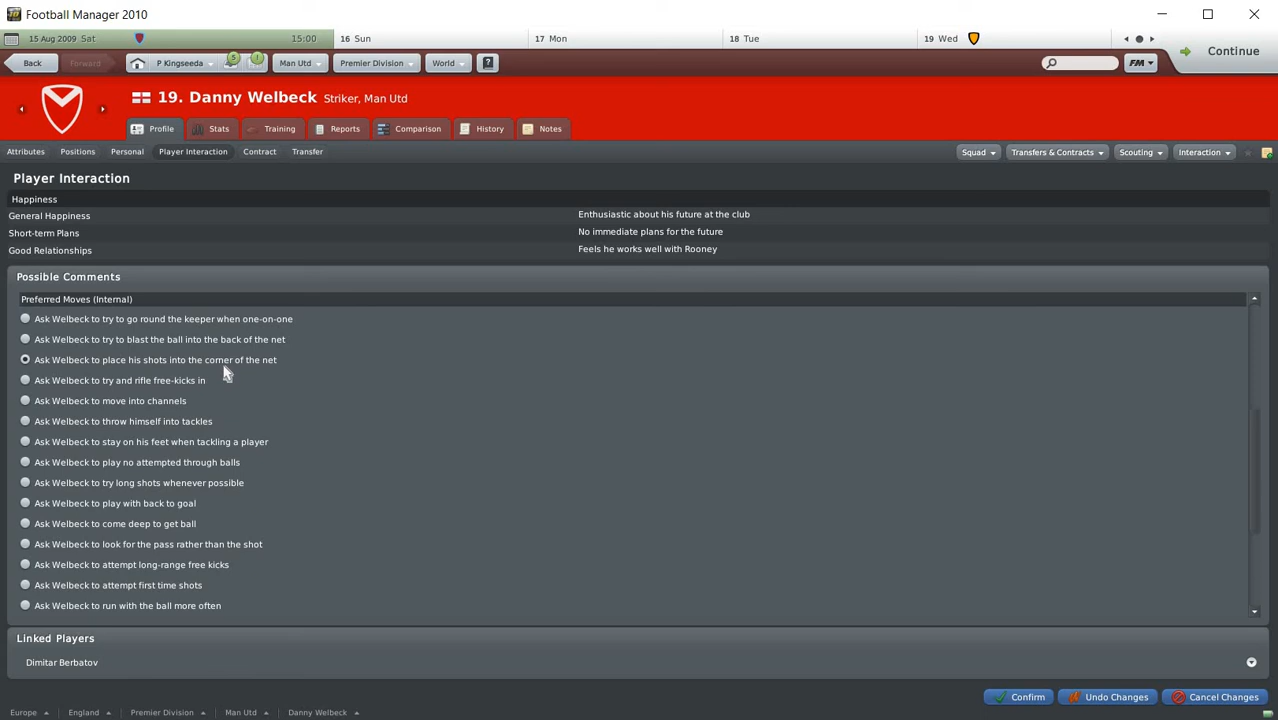 Football Manager 2010
15 Aug 2009 Sat 15:00 16 Sun 17 Mon 18 Tue 19 Wed
Back Forward P Kingseeda 5 ! Man Utd Premier Division World ? FM Continue
19. Danny Welbeck Striker, Man Utd
Profile Stats Training Reports Comparison History Notes
Attributes Positions Personal Player Interaction Contract Transfer Squad Transfers & Contracts Scouting Interaction
Player Interaction
Happiness
General Happiness Enthusiastic about his future at the club
Short-term Plans No immediate plans for the future
Good Relationships Feels he works well with Rooney
Possible Comments
Preferred Moves (Internal)
Ask Welbeck to try to go round the keeper when one-on-one
Ask Welbeck to try to blast the ball into the back of the net
Ask Welbeck to place his shots into the corner of the net
Ask Welbeck to try and rifle free-kicks in
Ask Welbeck to move into channels
Ask Welbeck to throw himself into tackles
Ask Welbeck to stay on his feet when tackling a player
Ask Welbeck to play no attempted through balls
Ask Welbeck to try long shots whenever possible
Ask Welbeck to play with back to goal
Ask Welbeck to come deep to get ball
Ask Welbeck to look for the pass rather than the shot
Ask Welbeck to attempt long-range free kicks
Ask Welbeck to attempt first time shots
Ask Welbeck to run with the ball more often
Linked Players
Dimitar Berbatov
Confirm Undo Changes Cancel Changes
Europe England Premier Division Man Utd Danny Welbeck